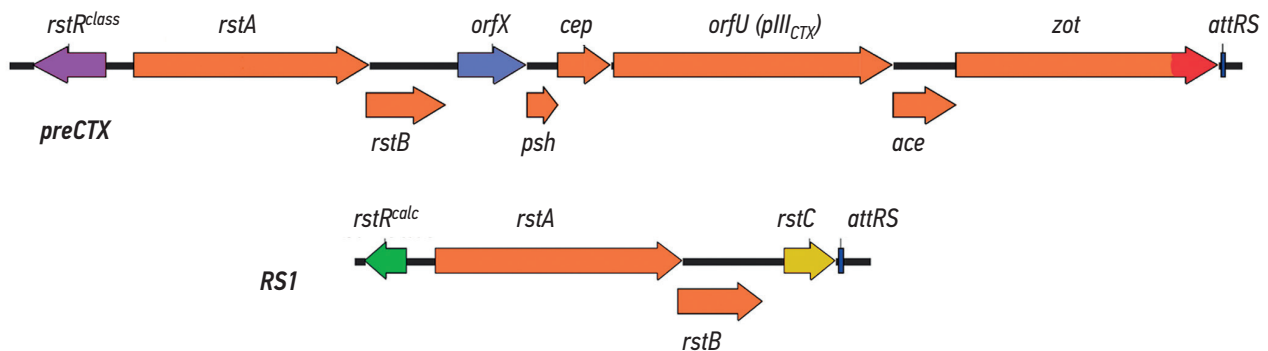 rstR^class rstA orfX cep orfU (pIII_CTX) zot attRS
rstB psh ace
preCTX
rstR^calc rstA rstC attRS
RS1
rstB